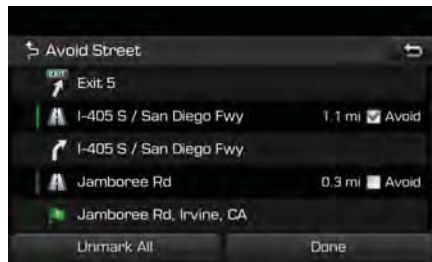 Avoid Street
EXIT
Exit 5
I-405 S / San Diego Fwy 1.1 mi Avoid
I-405 S / San Diego Fwy
Jamboree Rd 0.3 mi Avoid
Jamboree Rd, Irvine, CA
Unmark All Done